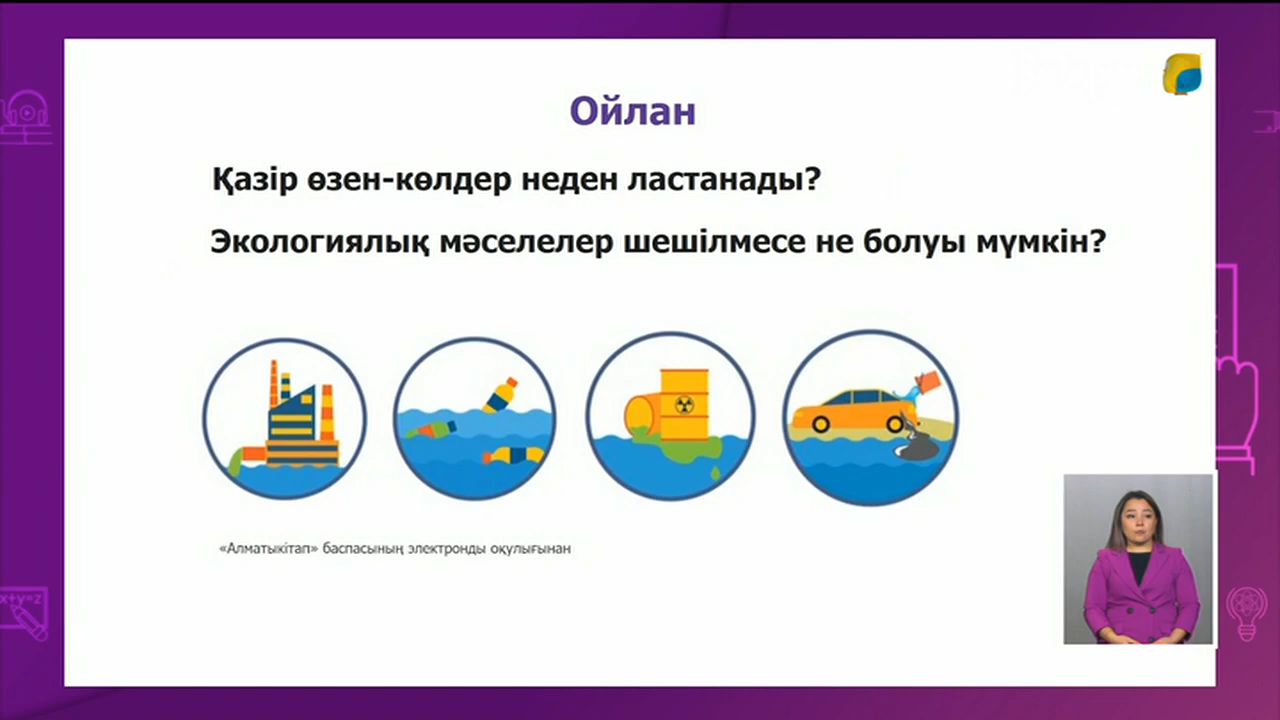 Ойлан
Қазір өзен-көлдер неден ластанады?
Экологиялық мәселелер шешілмесе не болуы мүмкін?
«Алматыкітап» баспасының электронды оқулығынан
x+y=z